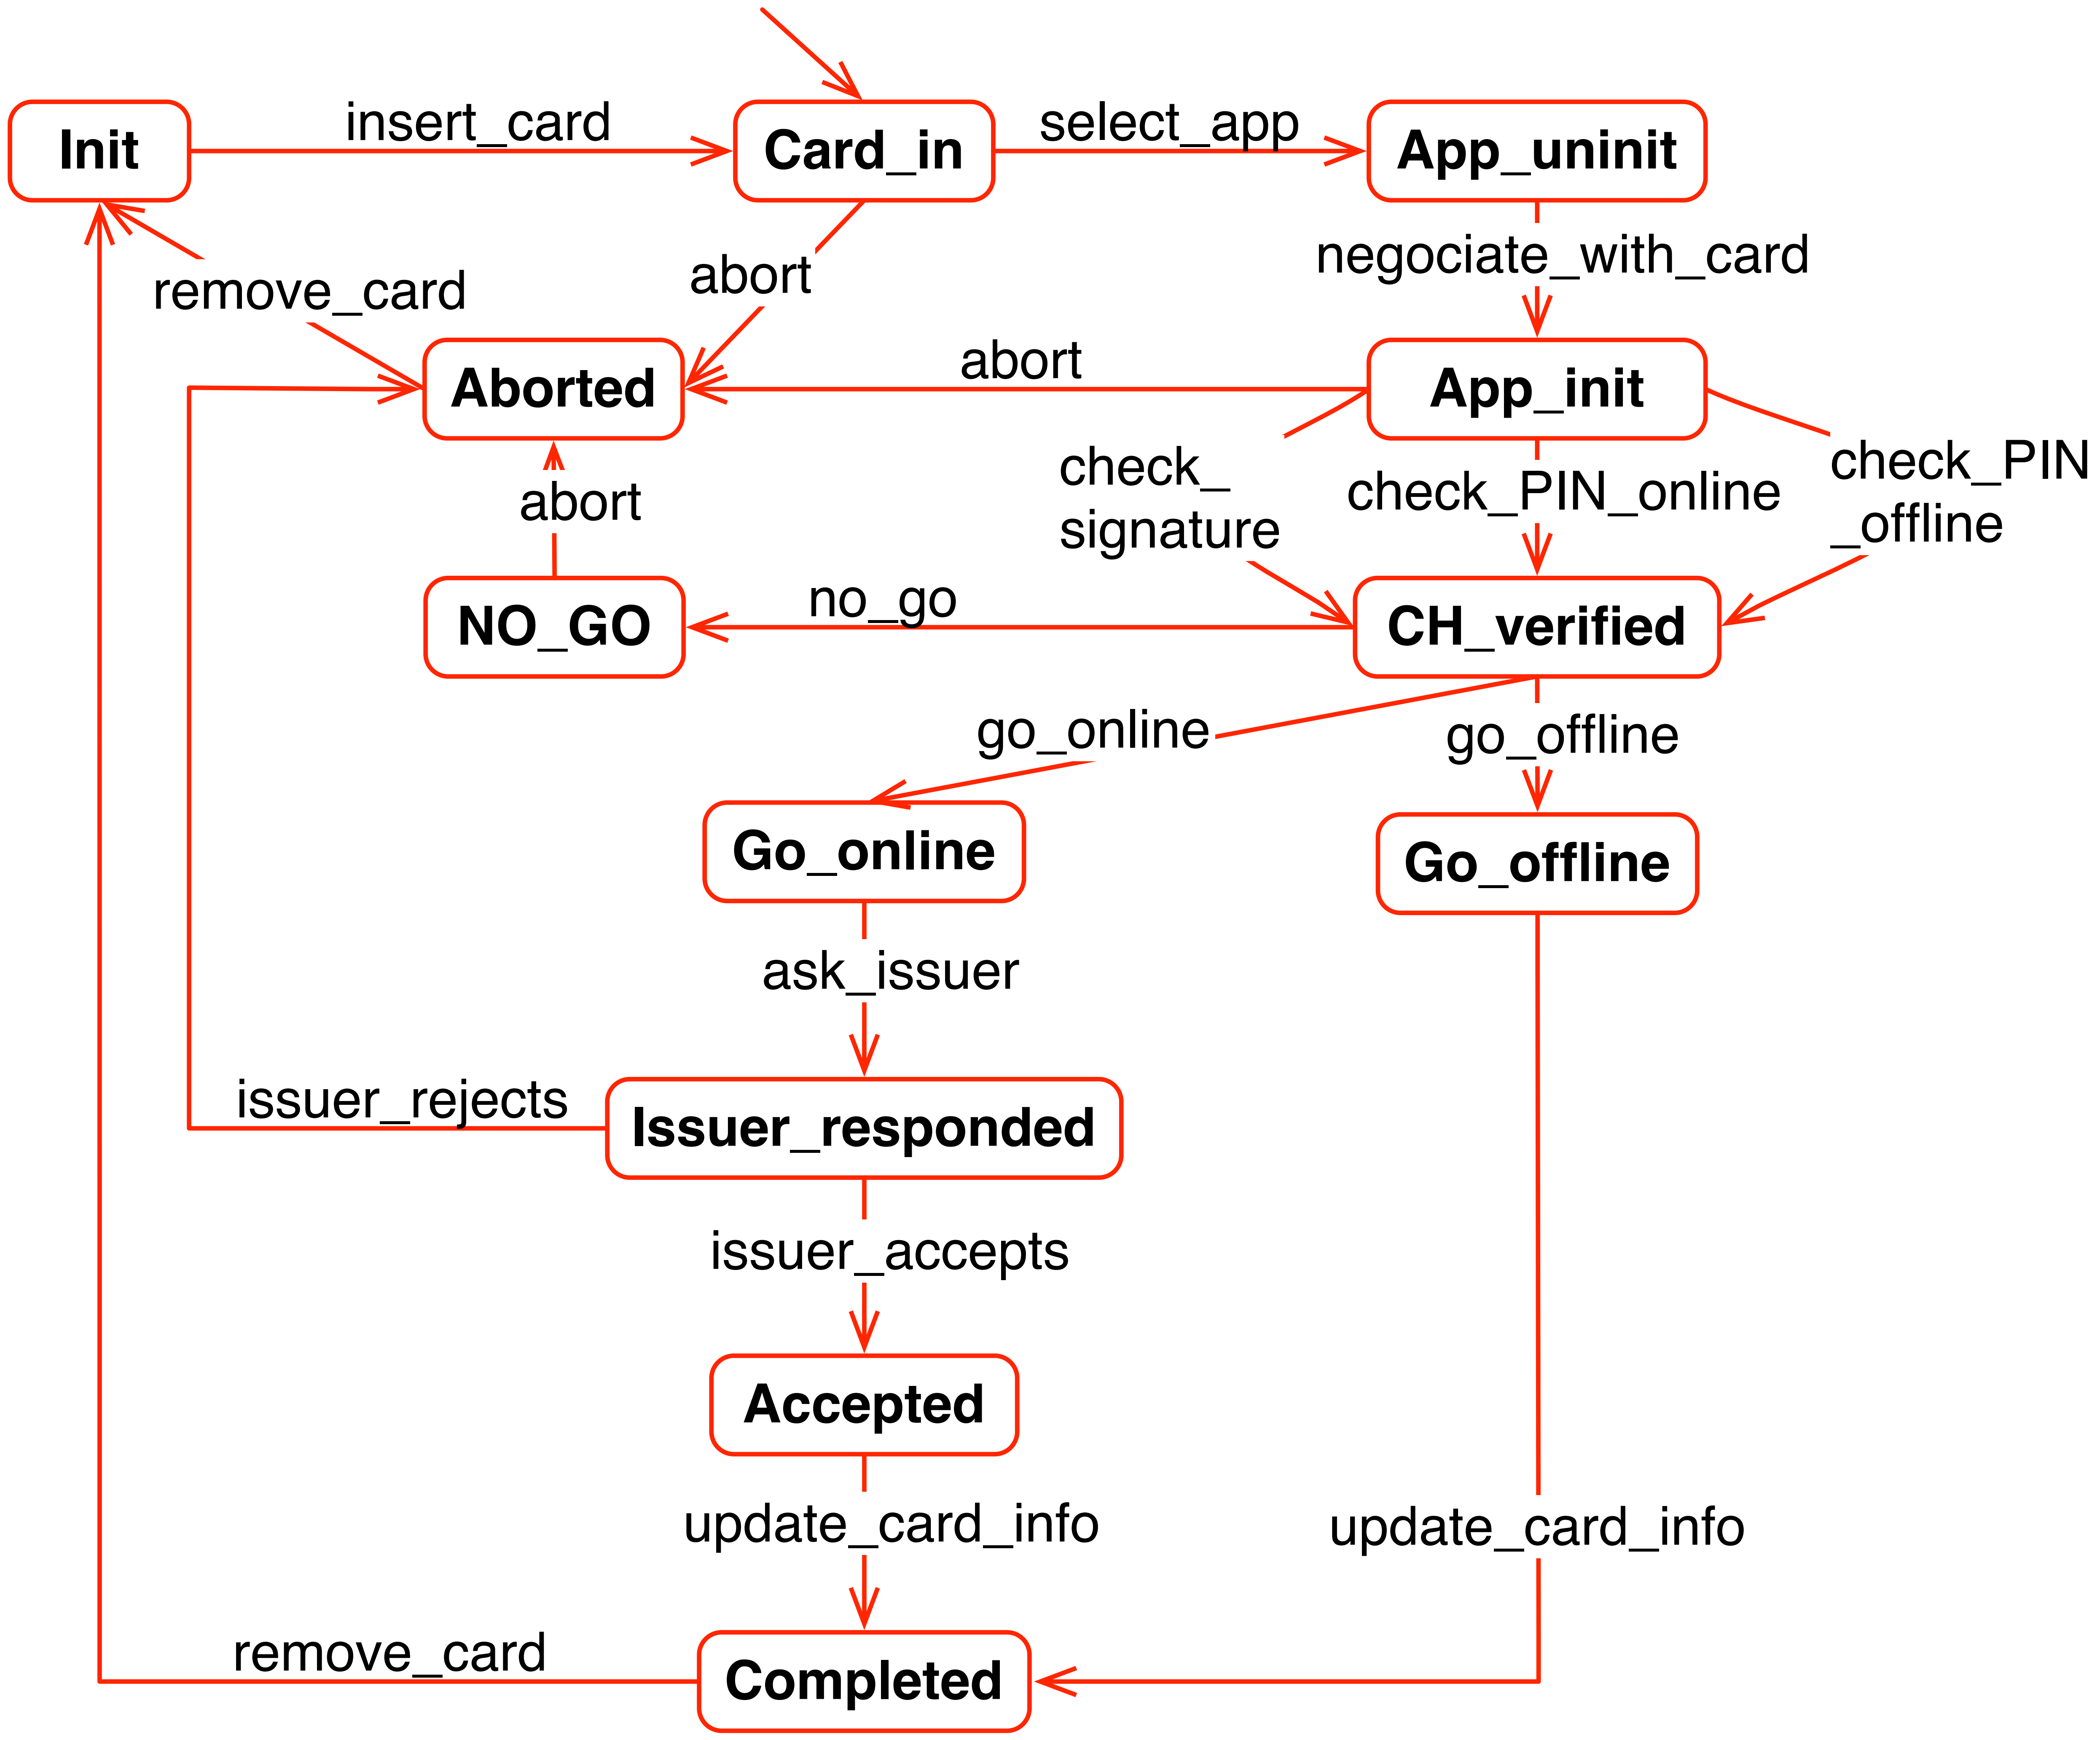 Init
insert_card
Card_in
select_app
App_uninit
negociate_with_card
remove_card
abort
Aborted
abort
App_init
check_
signature
check_PIN_online
check_PIN
_offline
abort
NO_GO
no_go
CH_verified
go_online
go_offline
Go_online
Go_offline
ask_issuer
issuer_rejects
Issuer_responded
issuer_accepts
Accepted
update_card_info
update_card_info
remove_card
Completed